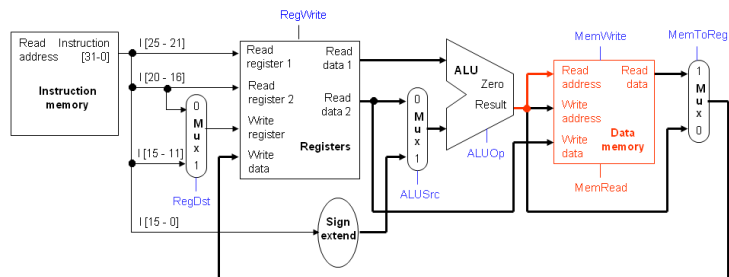 RegWrite
MemWrite
MemToReg
Read Instruction
address [31-0]
Instruction
memory
I [25 - 21]
I [20 - 16]
I [15 - 11]
I [15 - 0]
0
M
u
x
1
RegDst
Read
register 1
Read
data 1
Read
register 2
Read
data 2
Write
register
Write
data
Registers
Sign
extend
0
M
u
x
1
ALUSrc
ALU
Zero
Result
ALUOp
Read
address
Read
data
Write
address
Write
data
Data
memory
MemRead
1
M
u
x
0